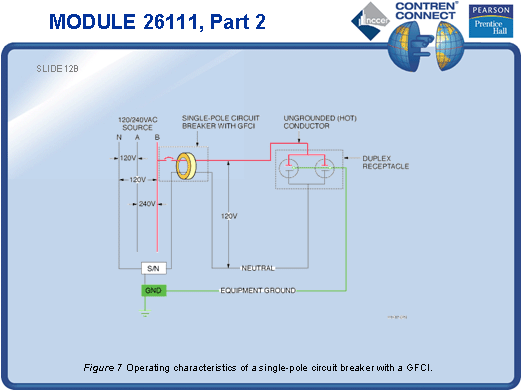 MODULE 26111, Part 2
nccer
CONTREN®
CONNECT
PEARSON
Prentice
Hall
SLIDE 12B
120/240VAC
SOURCE
SINGLE-POLE CIRCUIT
BREAKER WITH GFCI
UNGROUNDED (HOT)
CONDUCTOR
N A B
120V
DUPLEX
RECEPTACLE
120V
240V
120V
S/N
NEUTRAL
GND
EQUIPMENT GROUND
Figure 7 Operating characteristics of a single-pole circuit breaker with a GFCI.